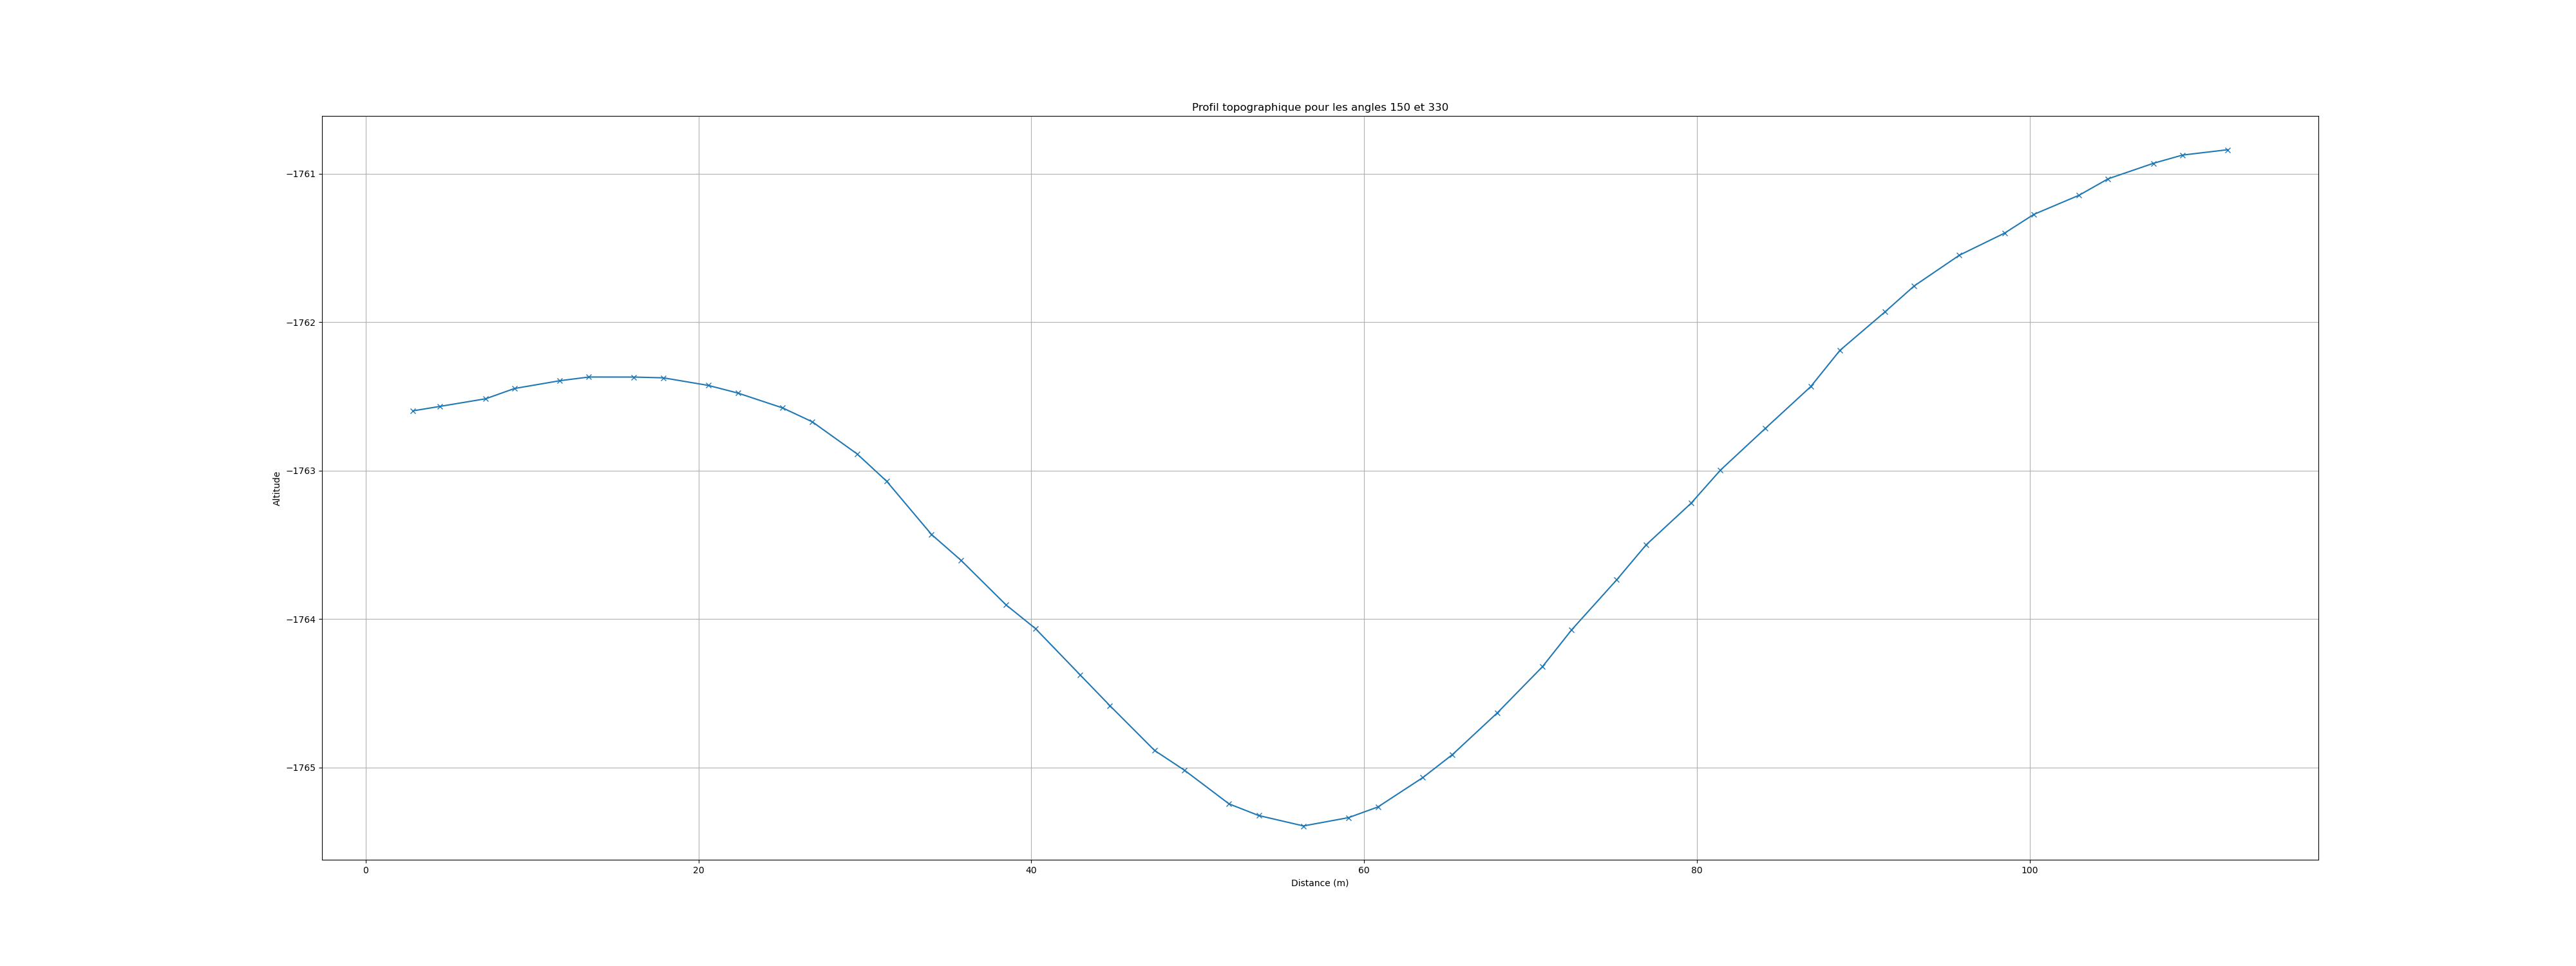 Profil topographique pour les angles 150 et 330
Altitude
−1761
−1762
−1763
−1764
−1765
0 20 40 60 80 100
Distance (m)